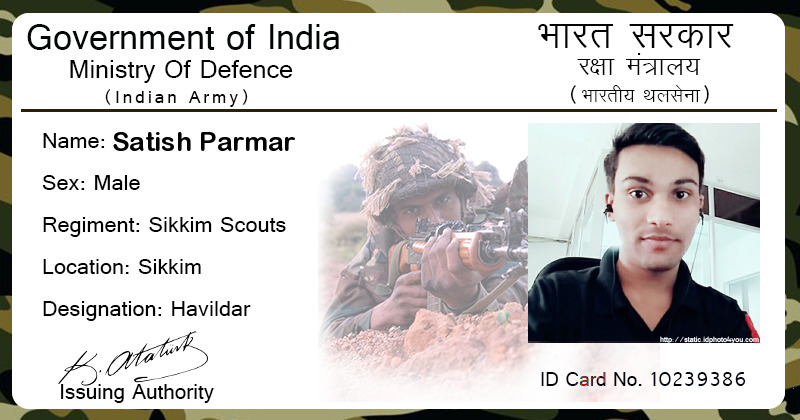 Government of India
Ministry Of Defence
(Indian Army)
भारत सरकार
रक्षा मंत्रालय
(भारतीय थलसेना)
Name: Satish Parmar
Sex: Male
Regiment: Sikkim Scouts
Location: Sikkim
Designation: Havildar
K. Ataturk
Issuing Authority
http://static.idphoto4you.com
ID Card No. 10239386